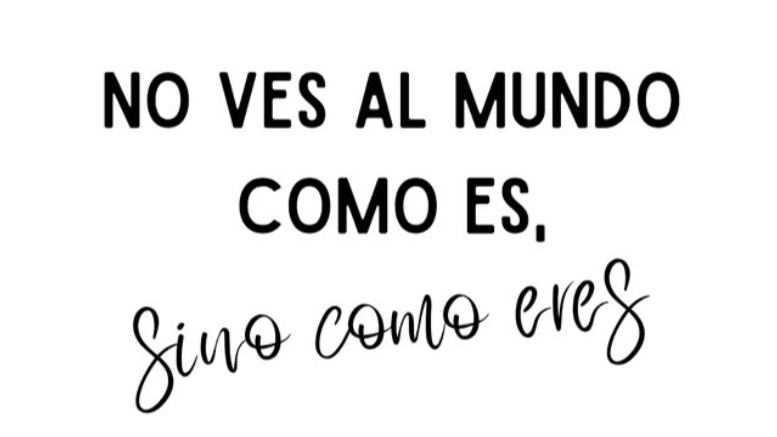 NO VES AL MUNDO
COMO ES,
sino como eres